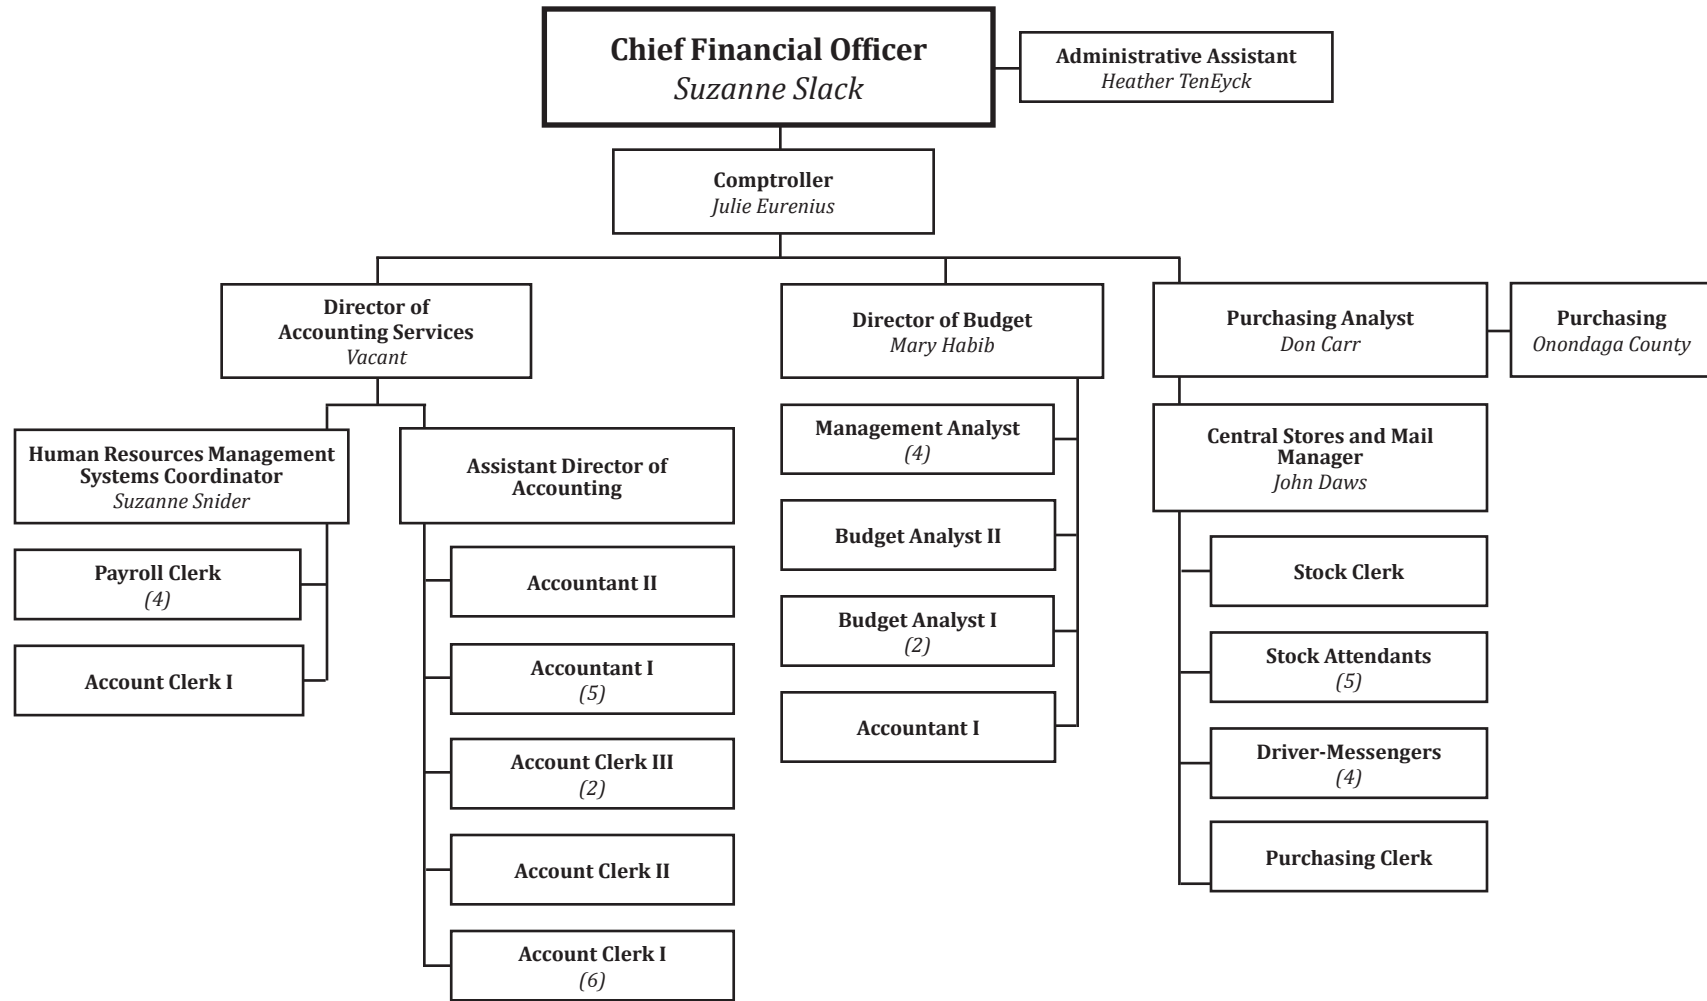 Chief Financial Officer
Suzanne Slack
Administrative Assistant
Heather TenEyck
Comptroller
Julie Eurenius
Director of
Accounting Services
Vacant
Director of Budget
Mary Habib
Purchasing Analyst
Don Carr
Purchasing
Onondaga County
Human Resources Management
Systems Coordinator
Suzanne Snider
Payroll Clerk
(4)
Account Clerk I
Assistant Director of
Accounting
Accountant II
Accountant I
(5)
Account Clerk III
(2)
Account Clerk II
Account Clerk I
(6)
Management Analyst
(4)
Budget Analyst II
Budget Analyst I
(2)
Accountant I
Central Stores and Mail
Manager
John Daws
Stock Clerk
Stock Attendants
(5)
Driver-Messengers
(4)
Purchasing Clerk